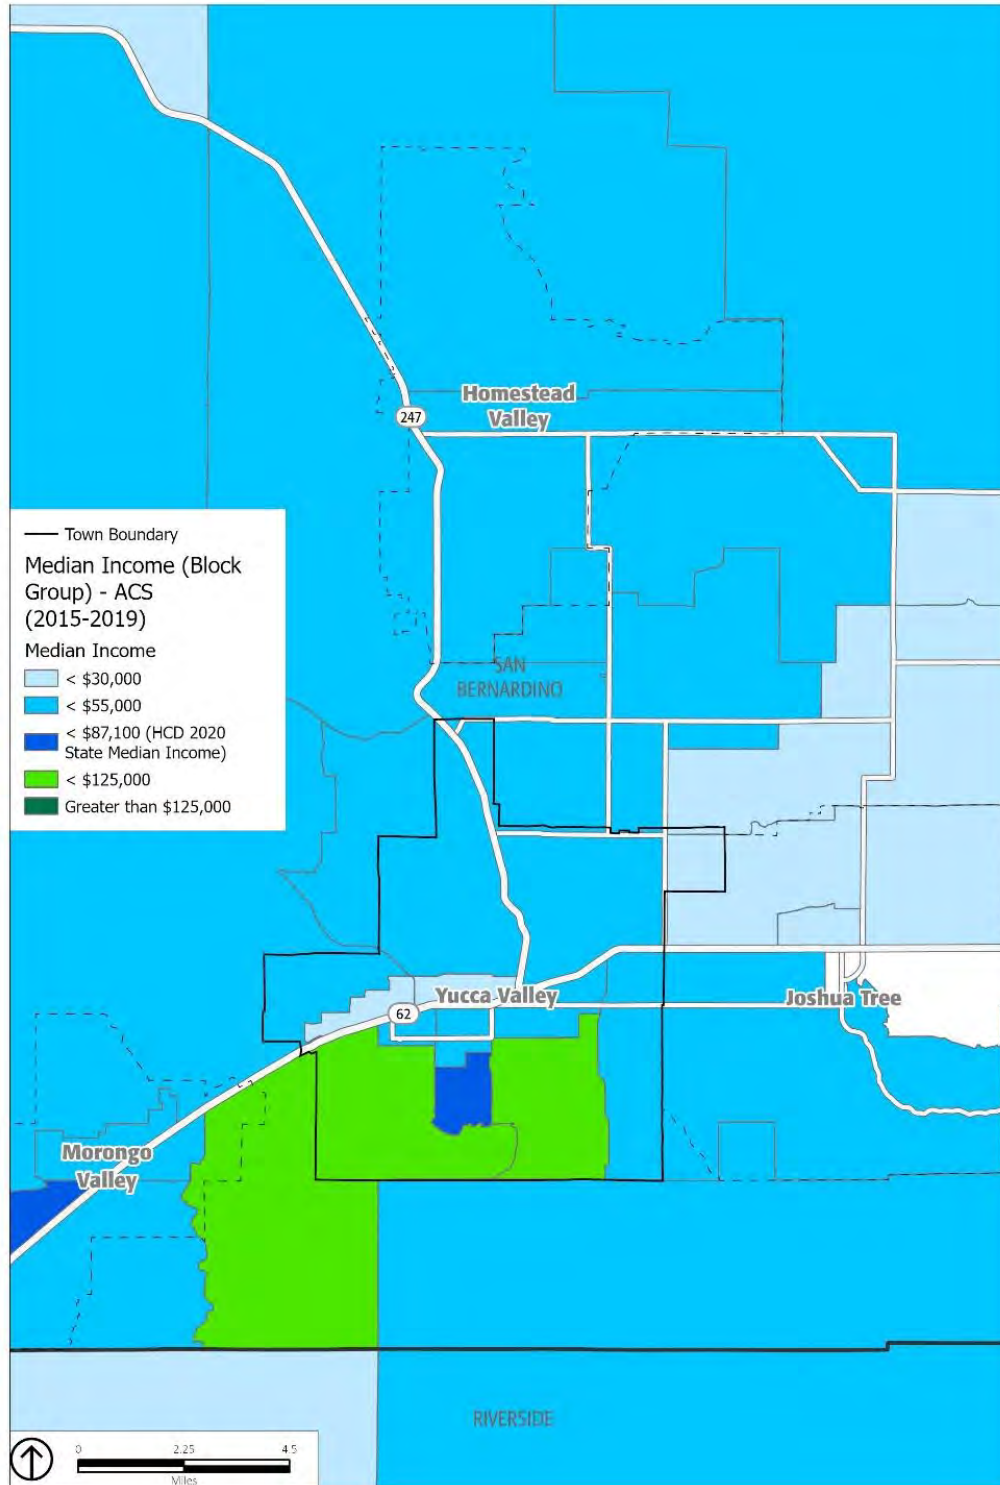 Homestead
Valley
247
Town Boundary
Median Income (Block
Group) - ACS
(2015-2019)
Median Income
< $30,000
< $55,000
< $87,100 (HCD 2020
State Median Income)
< $125,000
Greater than $125,000
SAN
BERNARDINO
Yucca Valley
62
Joshua Tree
Morongo
Valley
RIVERSIDE
0 2.25 4.5
Miles